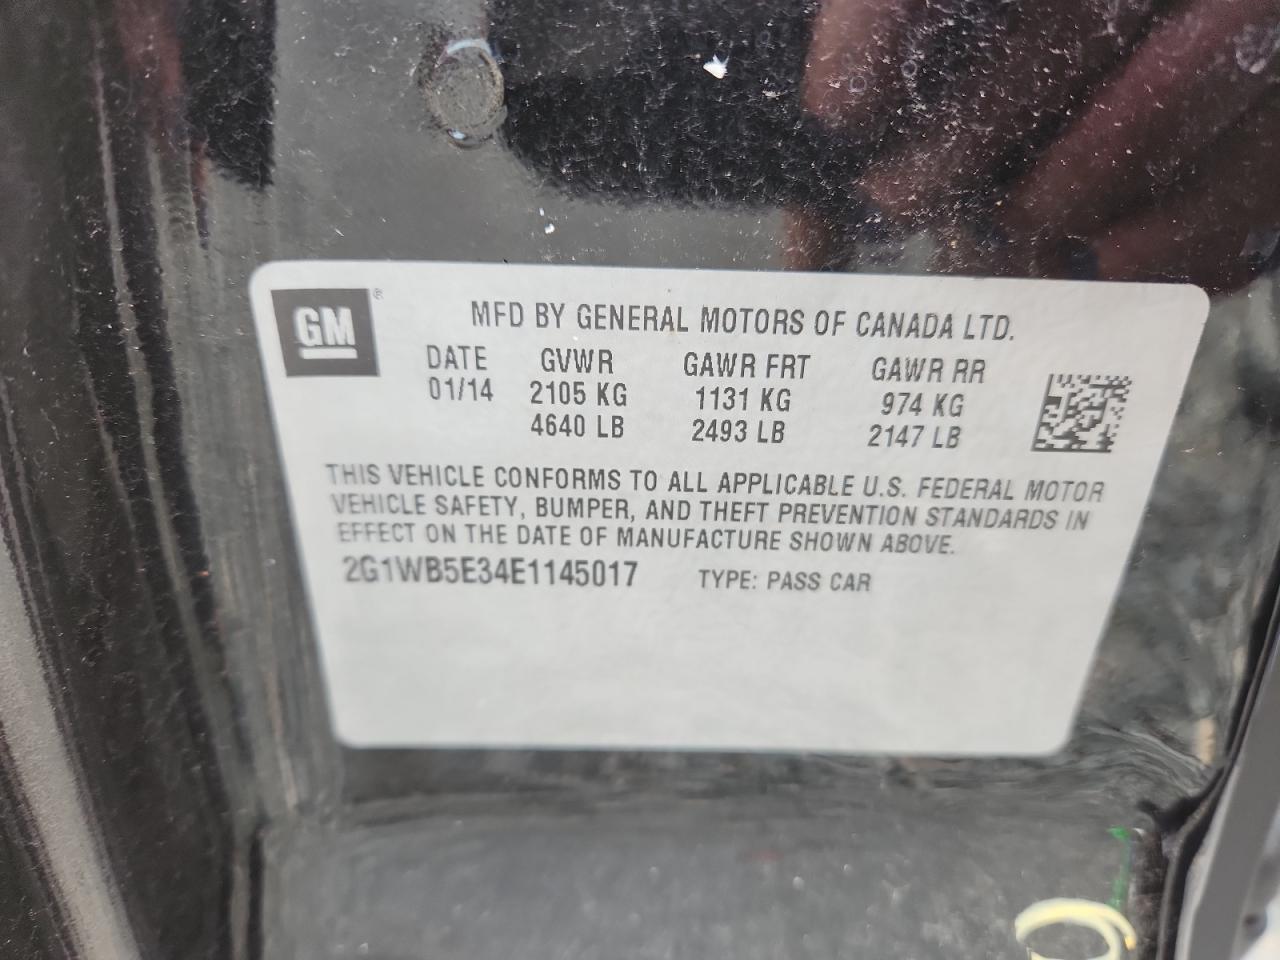 GM®
MFD BY GENERAL MOTORS OF CANADA LTD.
DATE GVWR GAWR FRT GAWR RR
01/14 2105 KG 1131 KG 974 KG
4640 LB 2493 LB 2147 LB
THIS VEHICLE CONFORMS TO ALL APPLICABLE U.S. FEDERAL MOTOR
VEHICLE SAFETY, BUMPER, AND THEFT PREVENTION STANDARDS IN
EFFECT ON THE DATE OF MANUFACTURE SHOWN ABOVE.
2G1WB5E34E1145017 TYPE: PASS CAR